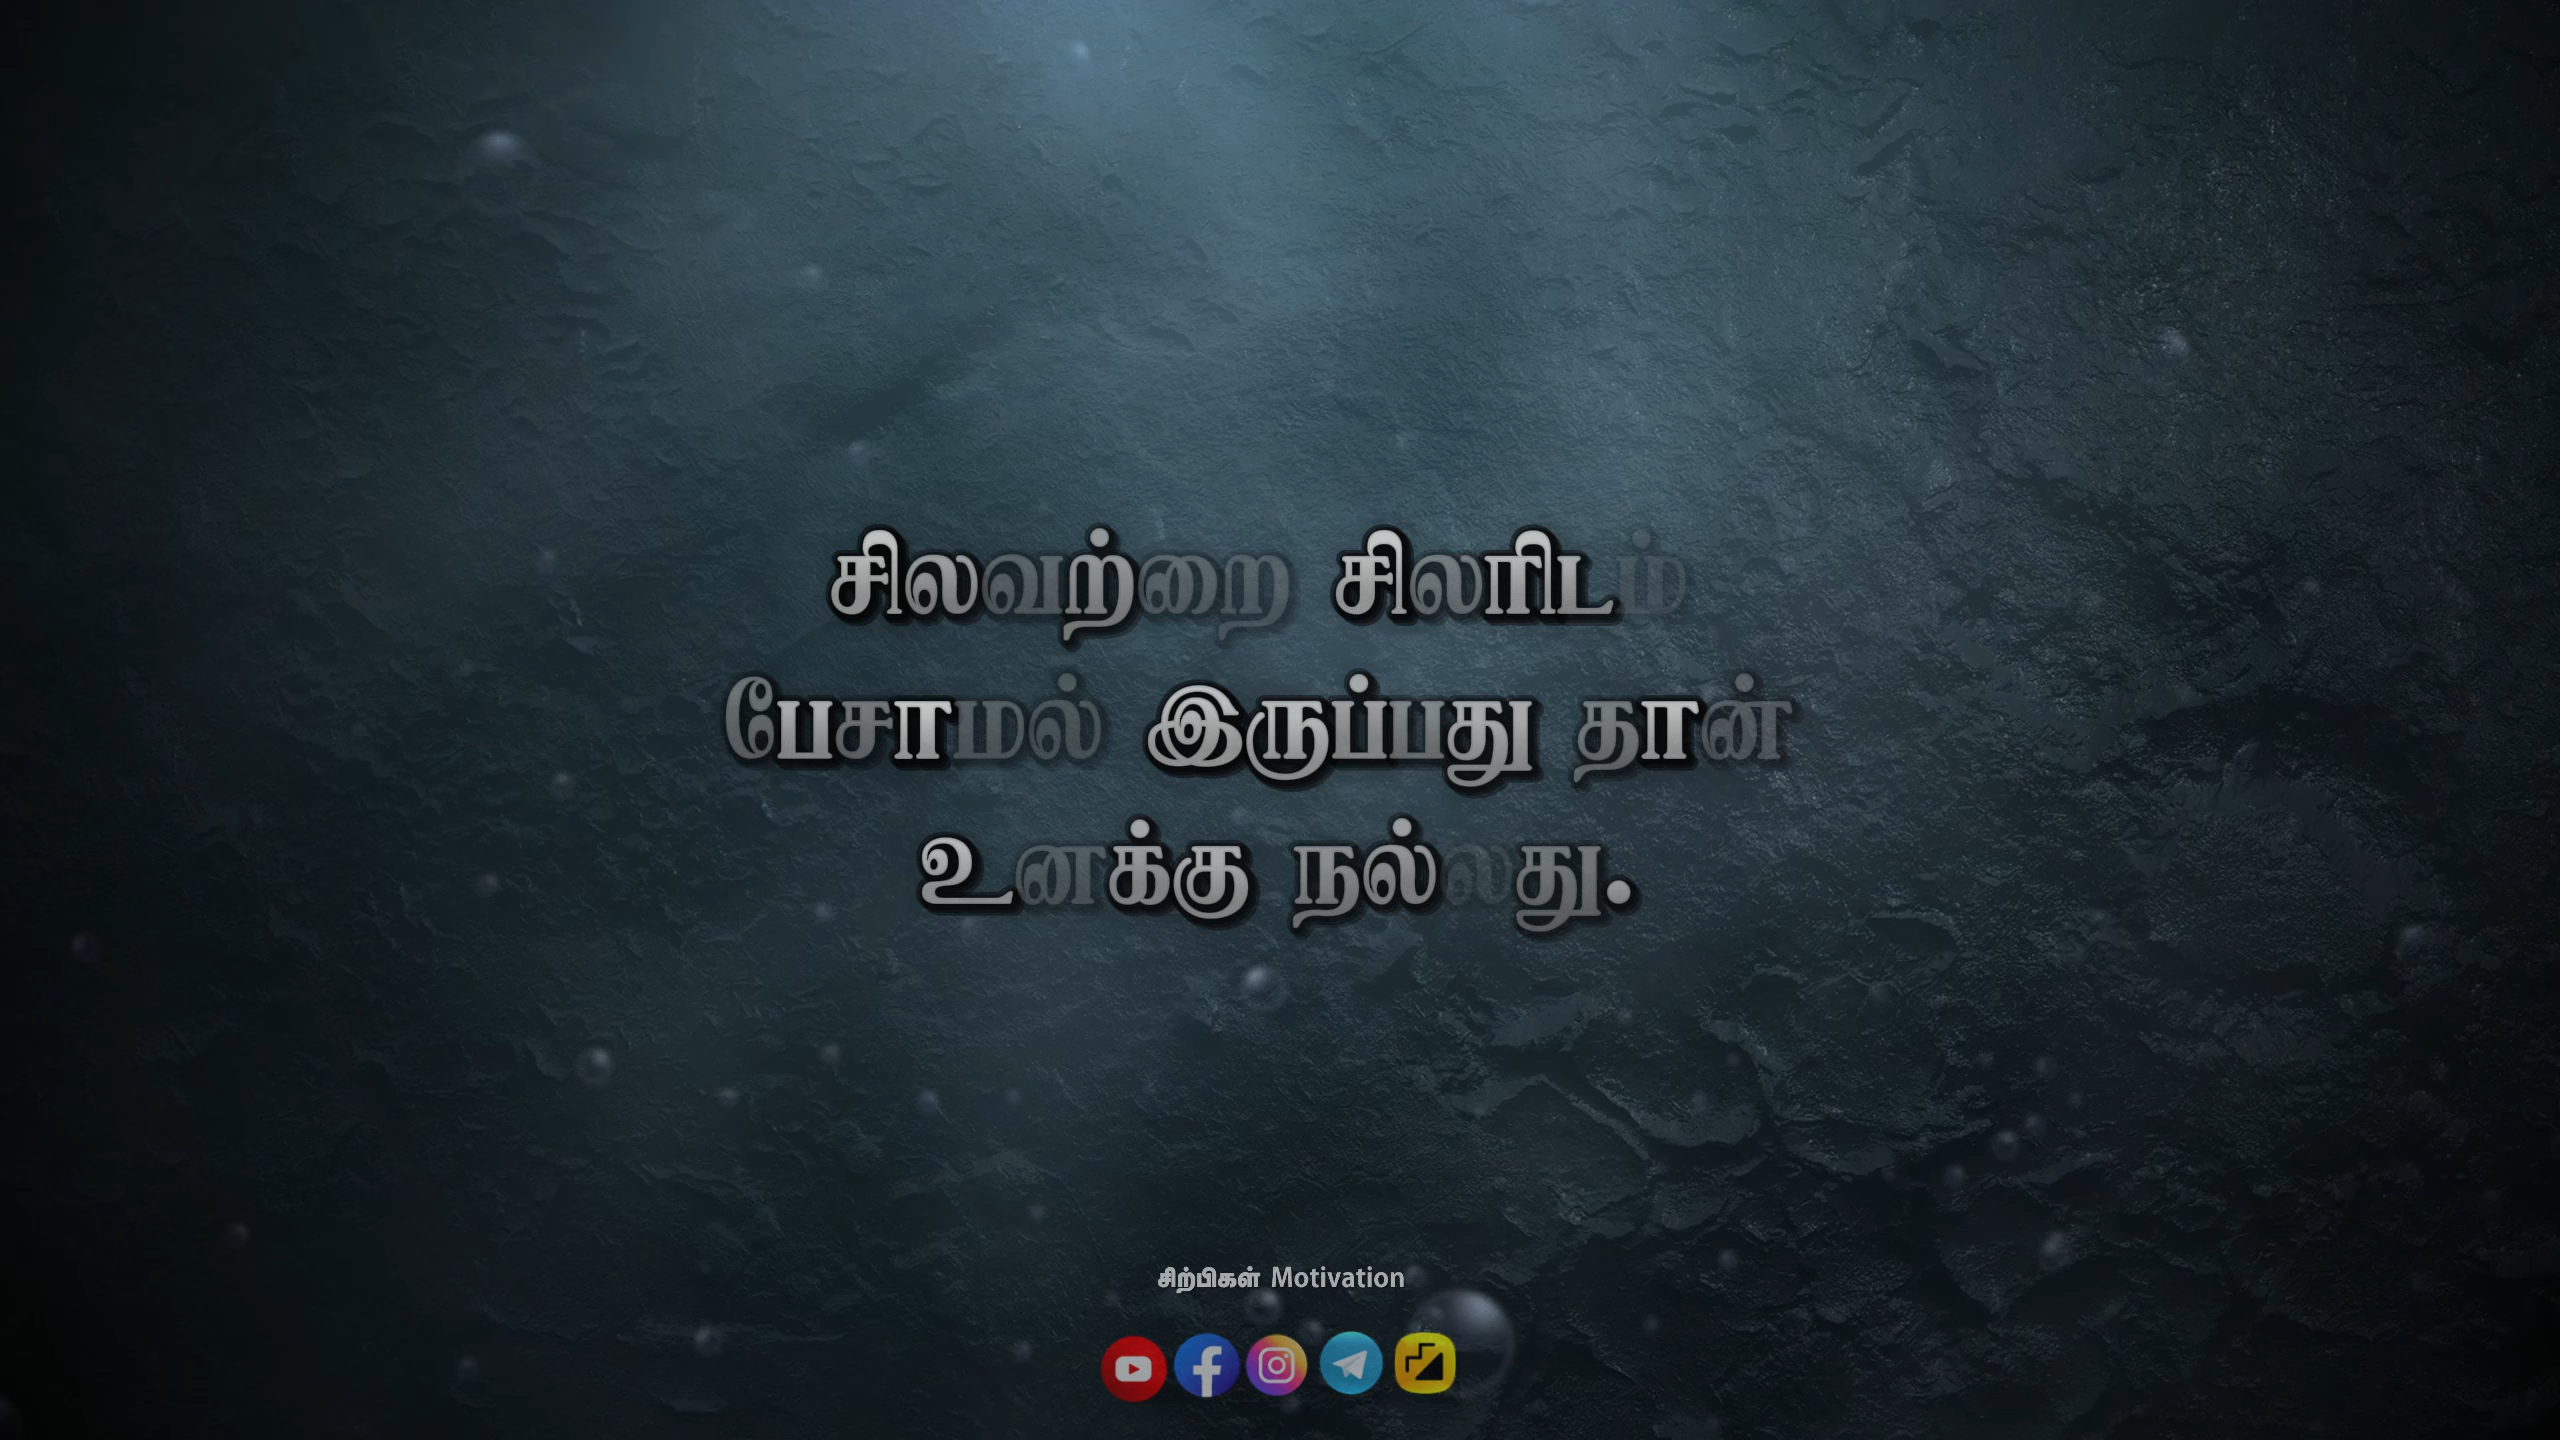 சிலவற்றை சிலரிடம்
பேசாமல் இருப்பது தான்
உனக்கு நல்லது.
சிற்பிகள் Motivation